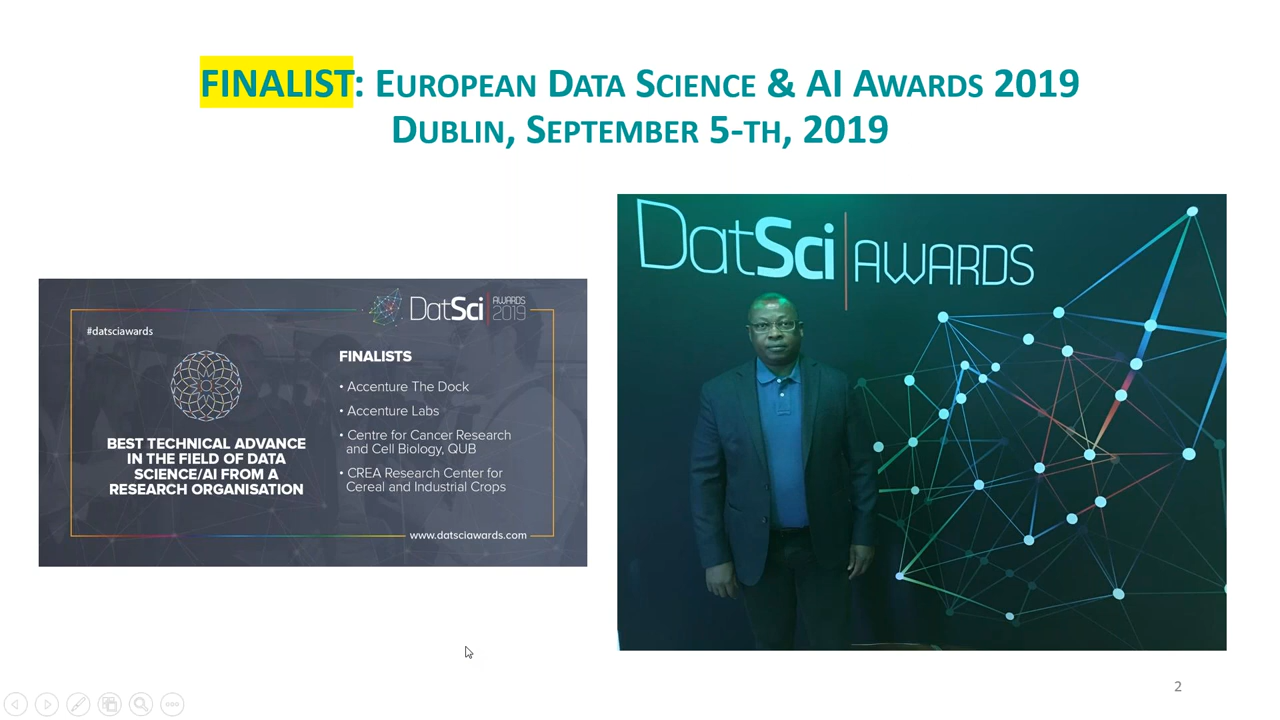 FINALIST: EUROPEAN DATA SCIENCE & AI AWARDS 2019
DUBLIN, SEPTEMBER 5-TH, 2019
DatSci AWARDS 2019
#datsciawards
BEST TECHNICAL ADVANCE
IN THE FIELD OF DATA
SCIENCE/AI FROM A
RESEARCH ORGANISATION
FINALISTS
• Accenture The Dock
• Accenture Labs
• Centre for Cancer Research
and Cell Biology, QUB
• CREA Research Center for
Cereal and Industrial Crops
www.datsciawards.com
DatSci AWARDS
2